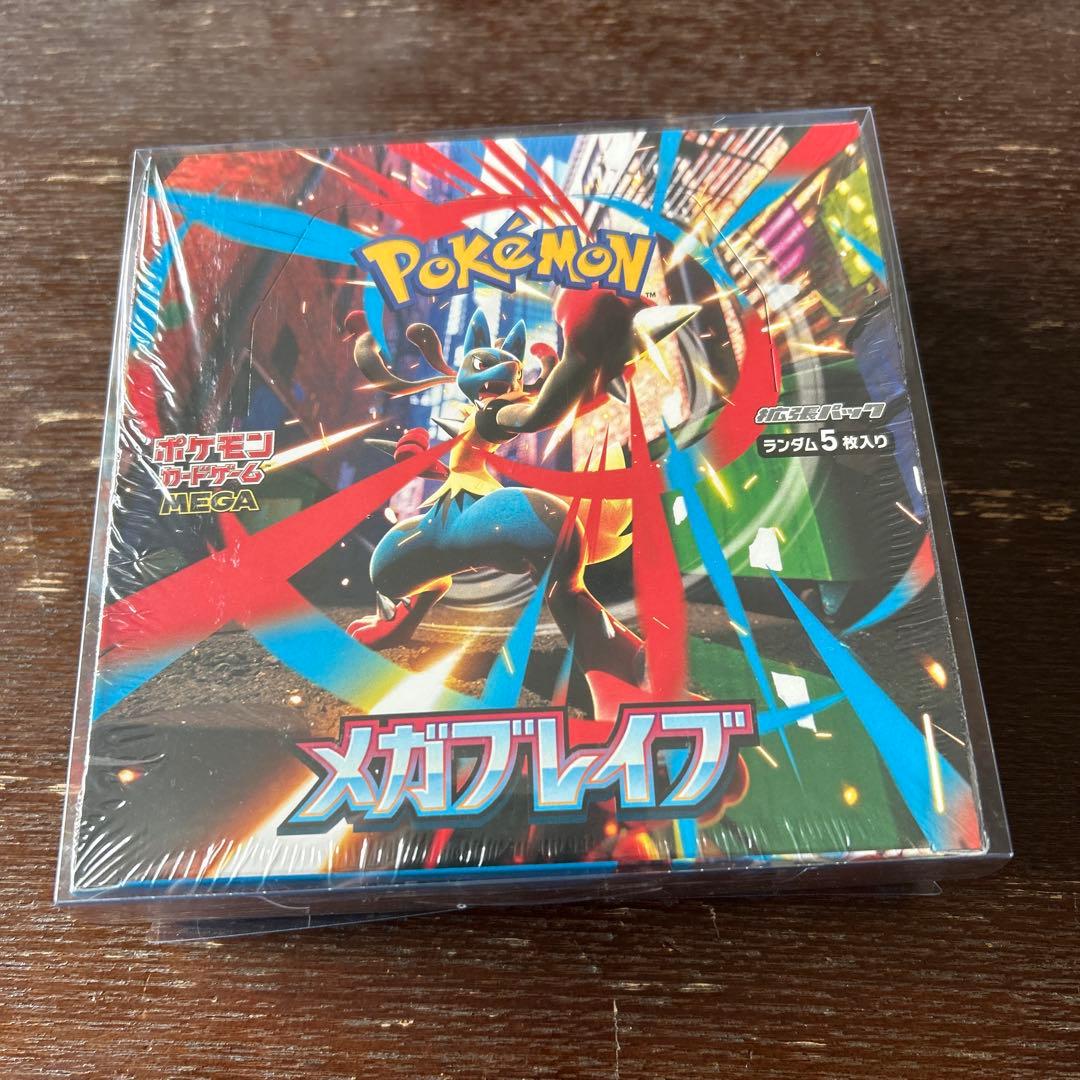 POKéMON
TM
拡張パック
ランダム5枚入り
ポケモン
カードゲーム
MEGA
メガブレイブ